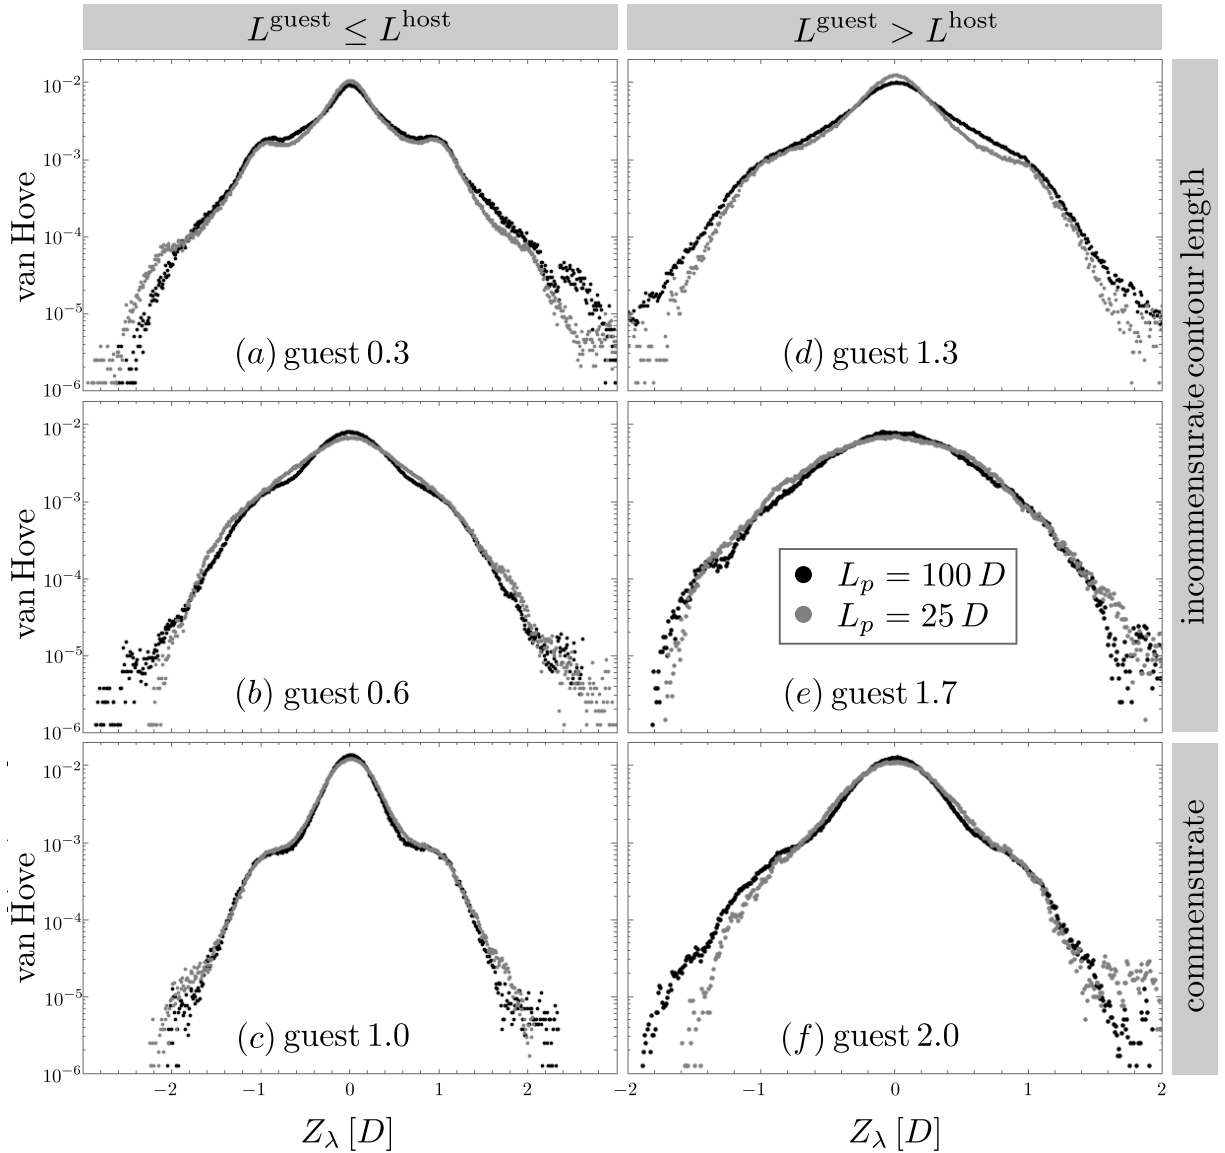 L^guest ≤ L^host
L^guest > L^host
van Hove
10⁻²
10⁻³
10⁻⁴
10⁻⁵
10⁻⁶
(a) guest 0.3
(d) guest 1.3
incommensurate contour length
van Hove
10⁻²
10⁻³
10⁻⁴
10⁻⁵
10⁻⁶
(b) guest 0.6
L_p = 100 D
L_p = 25 D
(e) guest 1.7
van Hove
10⁻²
10⁻³
10⁻⁴
10⁻⁵
10⁻⁶
(c) guest 1.0
(f) guest 2.0
commensurate
−2 −1 0 1 2
−2 −1 0 1 2
Z_λ [D]
Z_λ [D]